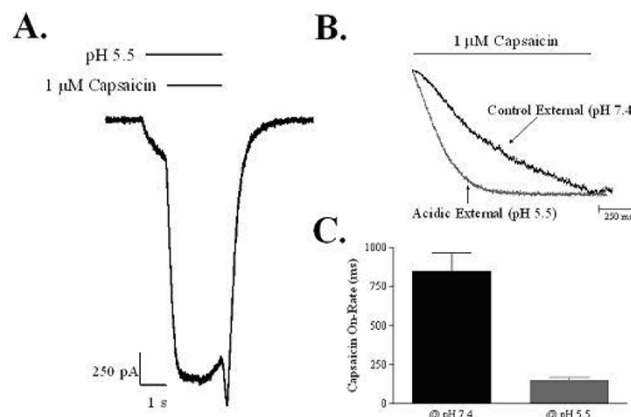 A.
pH 5.5
1 µM Capsaicin
250 pA
1 s
B.
1 µM Capsaicin
Control External (pH 7.4
Acidic External (pH 5.5)
250 ms
C.
Capsaicin On-Rate (ms)
1000
750
500
250
0
@ pH 7.4
@ pH 5.5